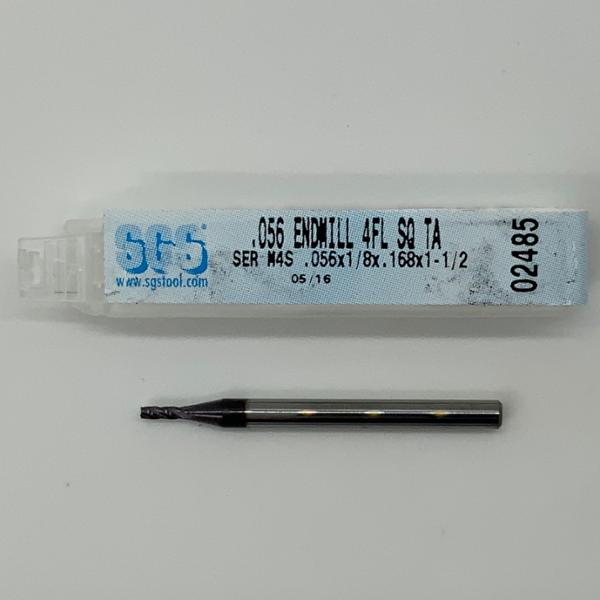 SGS®
www.sgstool.com
.056 ENDMILL 4FL SQ TA
SER M4S .056x1/8x.168x1-1/2
05/16
02485